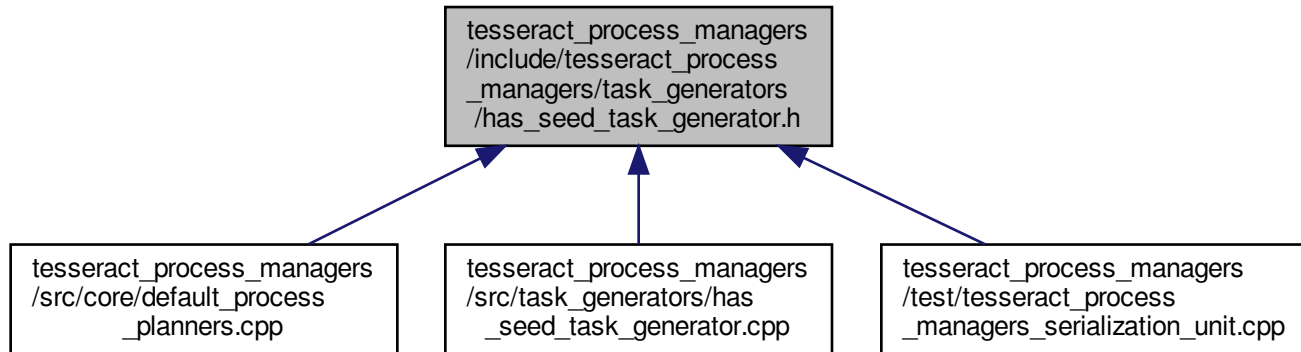 tesseract_process_managers
/include/tesseract_process
_managers/task_generators
/has_seed_task_generator.h
tesseract_process_managers
/src/core/default_process
_planners.cpp
tesseract_process_managers
/src/task_generators/has
_seed_task_generator.cpp
tesseract_process_managers
/test/tesseract_process
_managers_serialization_unit.cpp